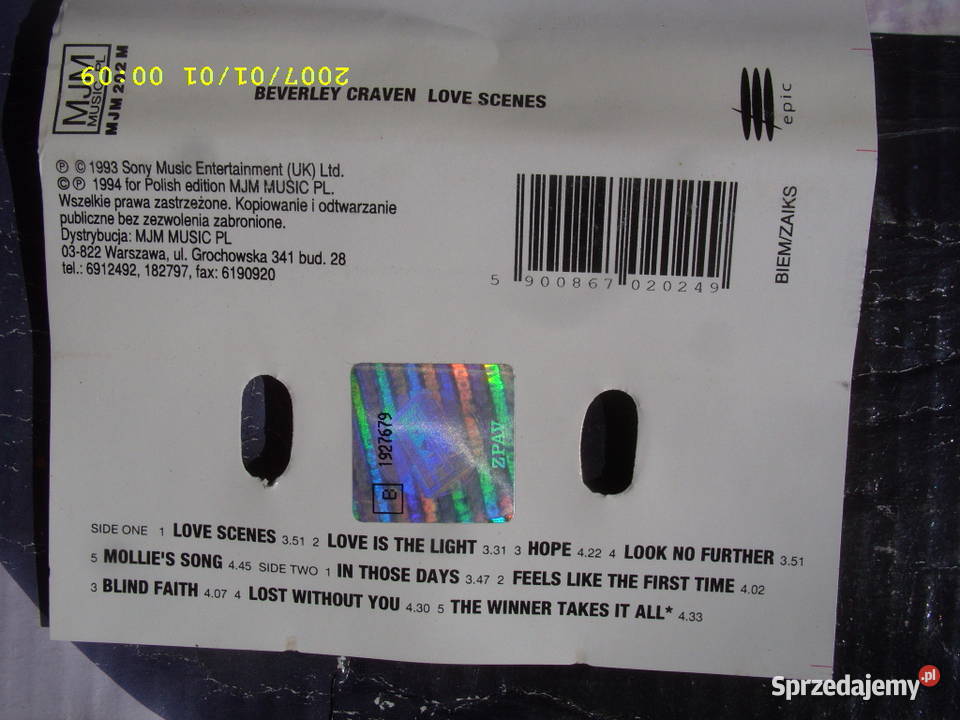 MJM
MUSIC PL
MJM 202 M
2007/01/01 00:09
BEVERLEY CRAVEN LOVE SCENES
epic
Ⓟ © 1993 Sony Music Entertainment (UK) Ltd.
© Ⓟ 1994 for Polish edition MJM MUSIC PL.
Wszelkie prawa zastrzeżone. Kopiowanie i odtwarzanie
publiczne bez zezwolenia zabronione.
Dystrybucja: MJM MUSIC PL
03-822 Warszawa, ul. Grochowska 341 bud. 28
tel.: 6912492, 182797, fax: 6190920
5 900867 020249
BIEM/ZAIKS
B 1927679
ZPAV
SIDE ONE 1 LOVE SCENES 3.51 2 LOVE IS THE LIGHT 3.31 3 HOPE 4.22 4 LOOK NO FURTHER 3.51
5 MOLLIE'S SONG 4.45 SIDE TWO 1 IN THOSE DAYS 3.47 2 FEELS LIKE THE FIRST TIME 4.02
3 BLIND FAITH 4.07 4 LOST WITHOUT YOU 4.30 5 THE WINNER TAKES IT ALL* 4.33
Sprzedajemy.pl